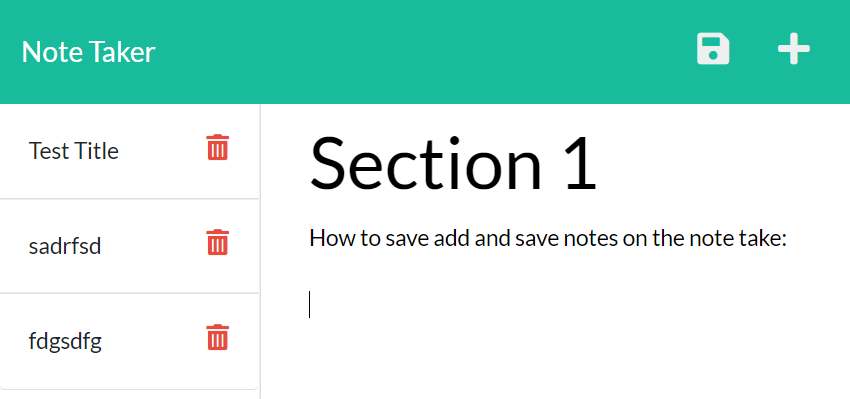 Note Taker
Test Title
sadrfsd
fdgsdfg
Section 1
How to save add and save notes on the note take: